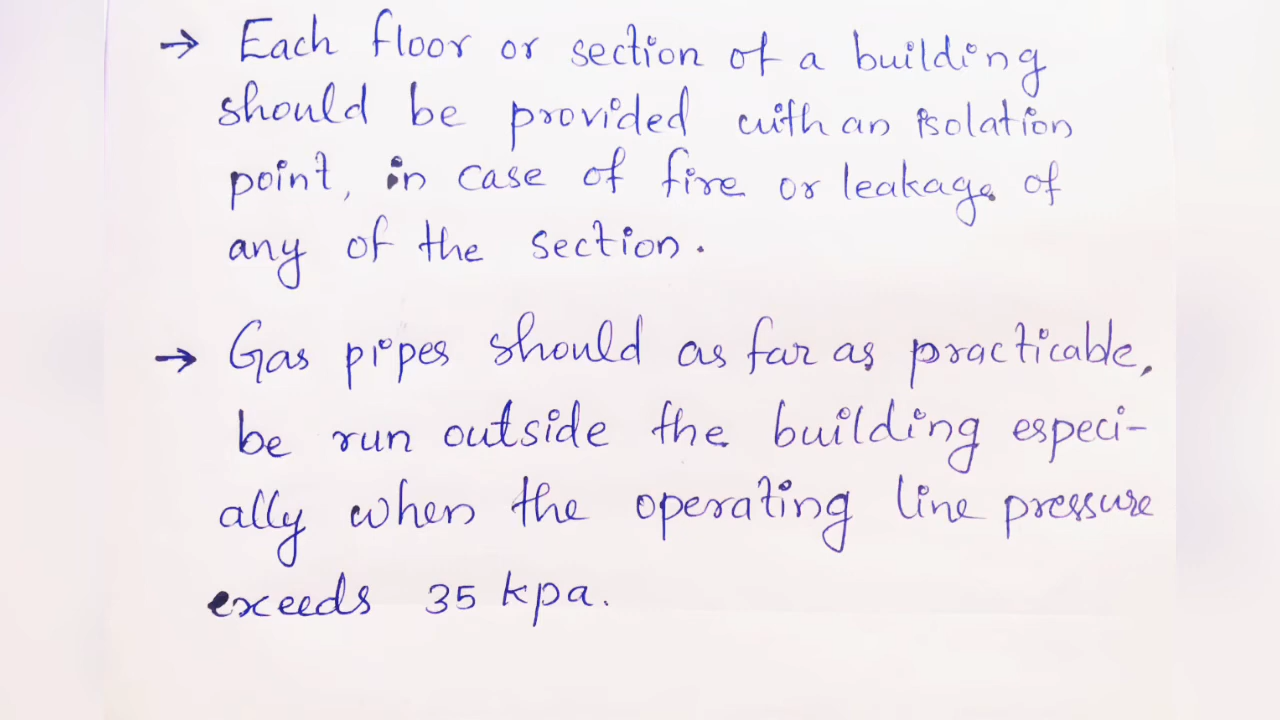 → Each floor or section of a building
should be provided with an isolation
point, in case of fire or leakage of
any of the section.
→ Gas pipes should as far as practicable,
be run outside the building especi-
ally when the operating line pressure
exceeds 35 kpa.